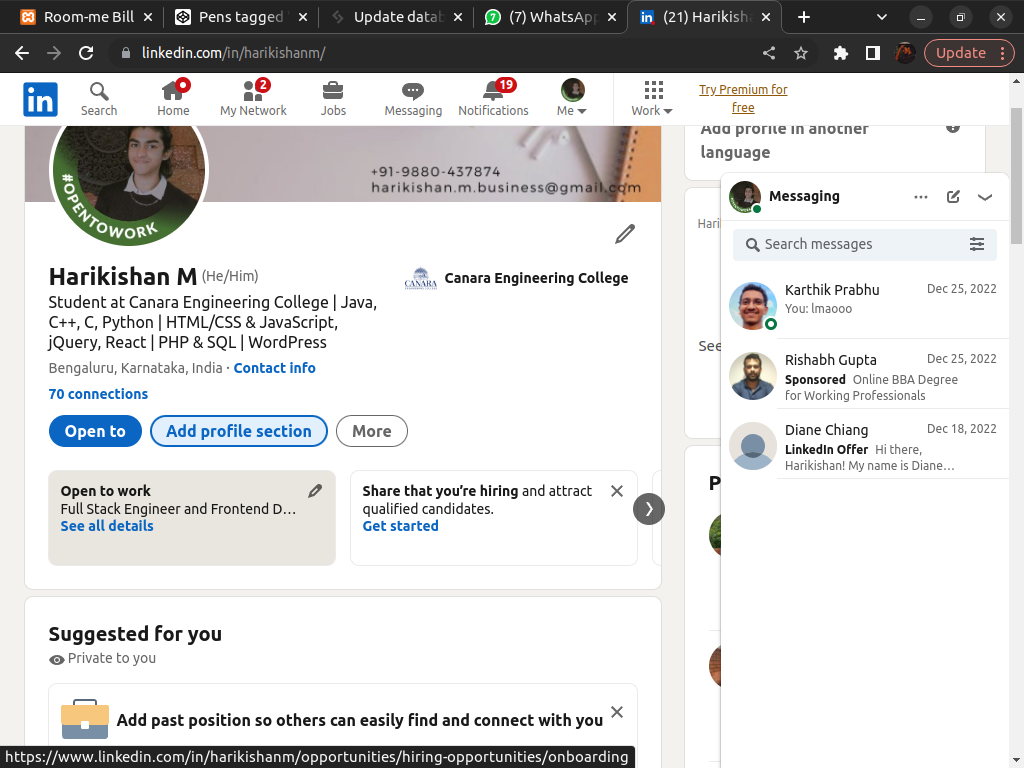 Room-me Bill
Pens tagged
Update datab
(7) WhatsApp
(21) Harikisha
linkedin.com/in/harikishanm/
Update
in
Search
Home
2
My Network
Jobs
Messaging
19
Notifications
Me
Work
Try Premium for
free
Add profile in another
language
#OPENTOWORK
+91-9880-437874
harikishan.m.business@gmail.com
Harikishan M (He/Him)
Canara Engineering College
CANARA
Student at Canara Engineering College | Java,
C++, C, Python | HTML/CSS & JavaScript,
jQuery, React | PHP & SQL | WordPress
Bengaluru, Karnataka, India · Contact info
70 connections
Open to
Add profile section
More
Open to work
Full Stack Engineer and Frontend D…
See all details
Share that you're hiring and attract
qualified candidates.
Get started
Suggested for you
Private to you
Add past position so others can easily find and connect with you
https://www.linkedin.com/in/harikishanm/opportunities/hiring-opportunities/onboarding
Hari
See
P
Messaging
Search messages
Karthik Prabhu
Dec 25, 2022
You: lmaooo
Rishabh Gupta
Dec 25, 2022
Sponsored Online BBA Degree
for Working Professionals
Diane Chiang
Dec 18, 2022
LinkedIn Offer Hi there,
Harikishan! My name is Diane…